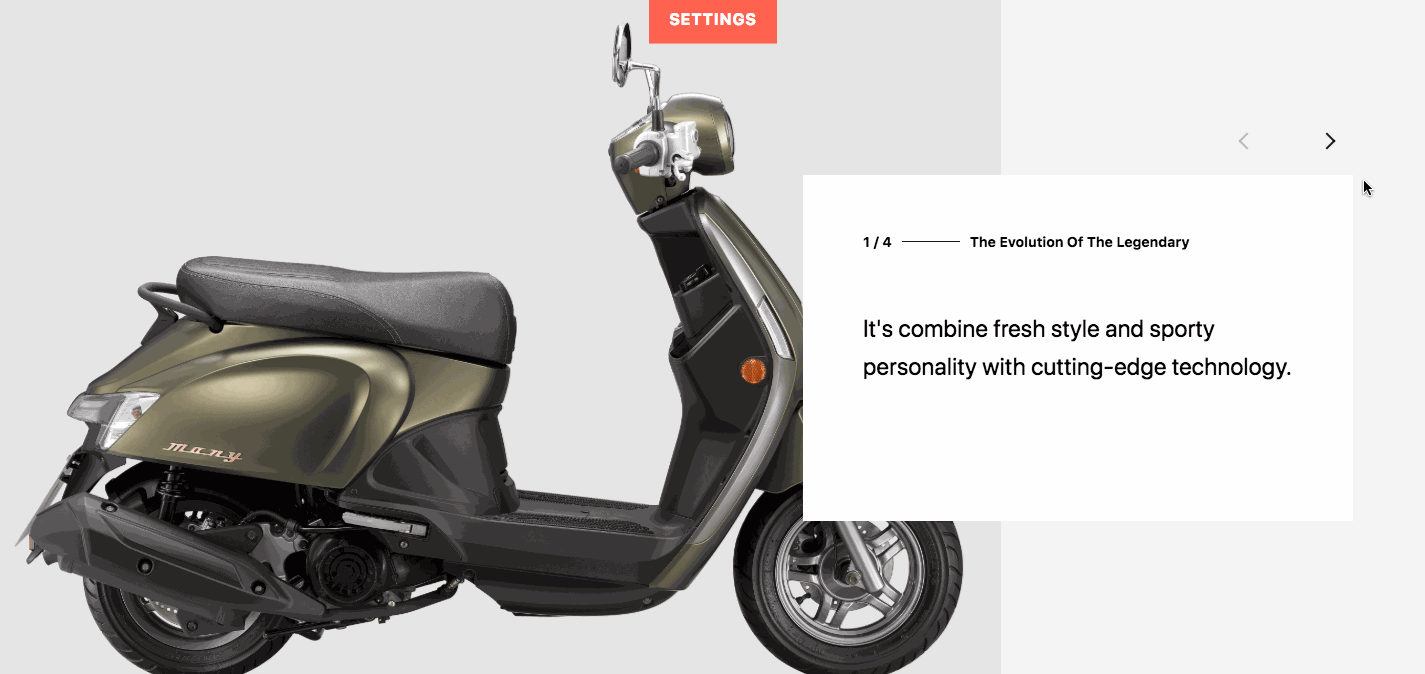 SETTINGS
1 / 4 The Evolution Of The Legendary
It's combine fresh style and sporty
personality with cutting-edge technology.
many